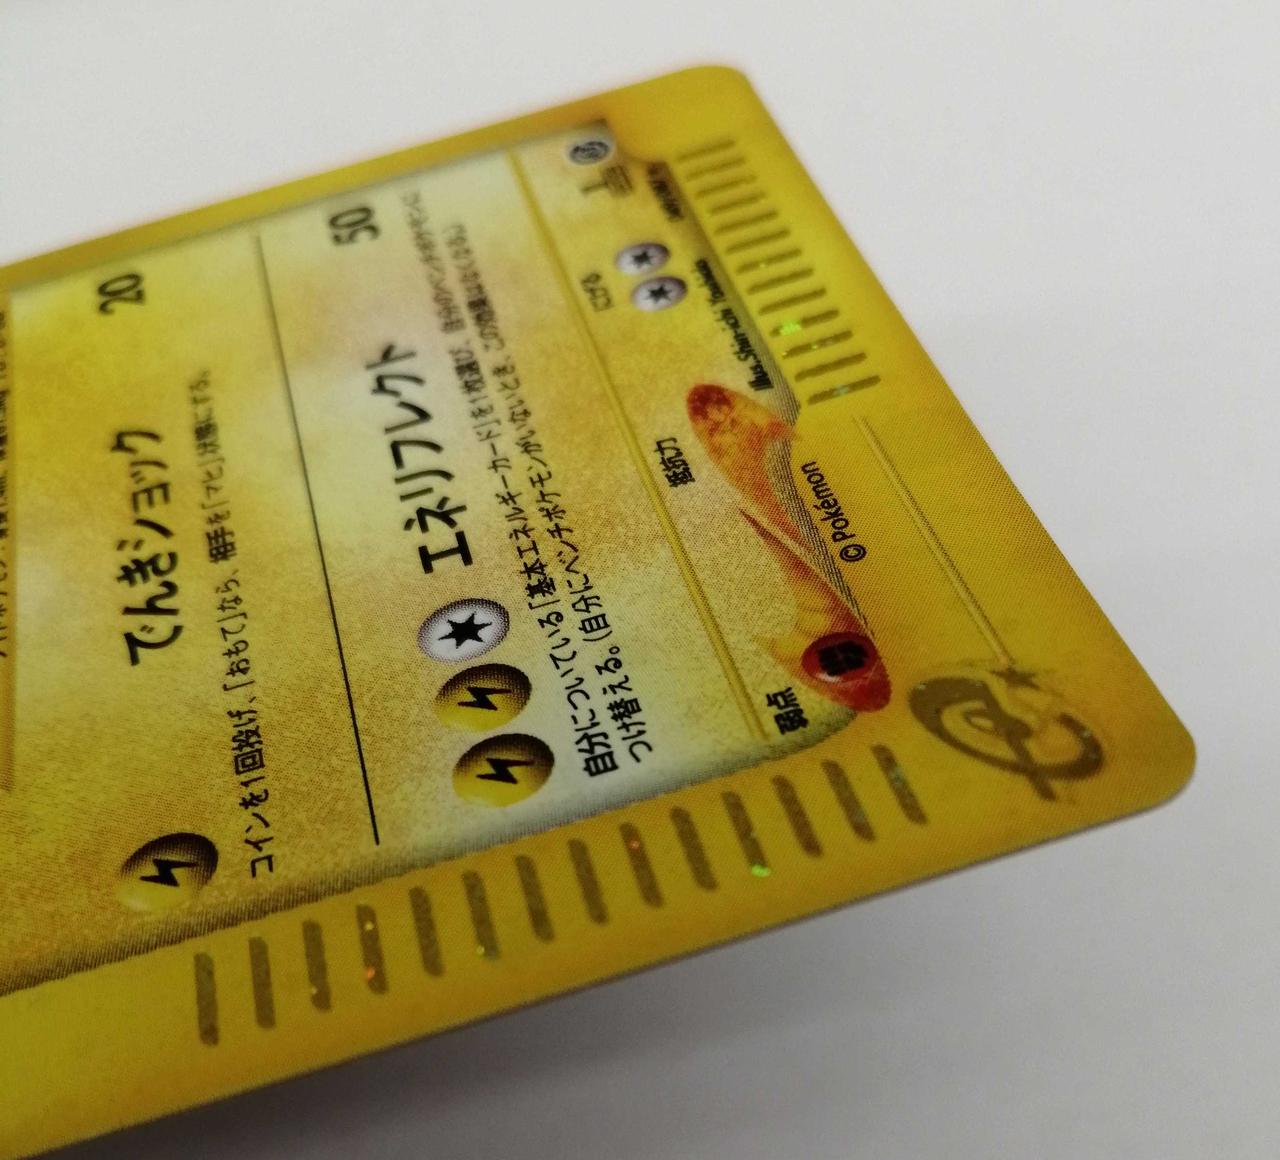 でんきショック 20
コインを1回投げ、「おもて」なら、相手を「マヒ」状態にする。
エネリフレクト 50
自分についている「基本エネルギーカード」を1枚選び、自分のベンチポケモンに
つけ替える。(自分にベンチポケモンがいないとき、この効果はなくなる。)
弱点
抵抗力
にげる
©Pokémon